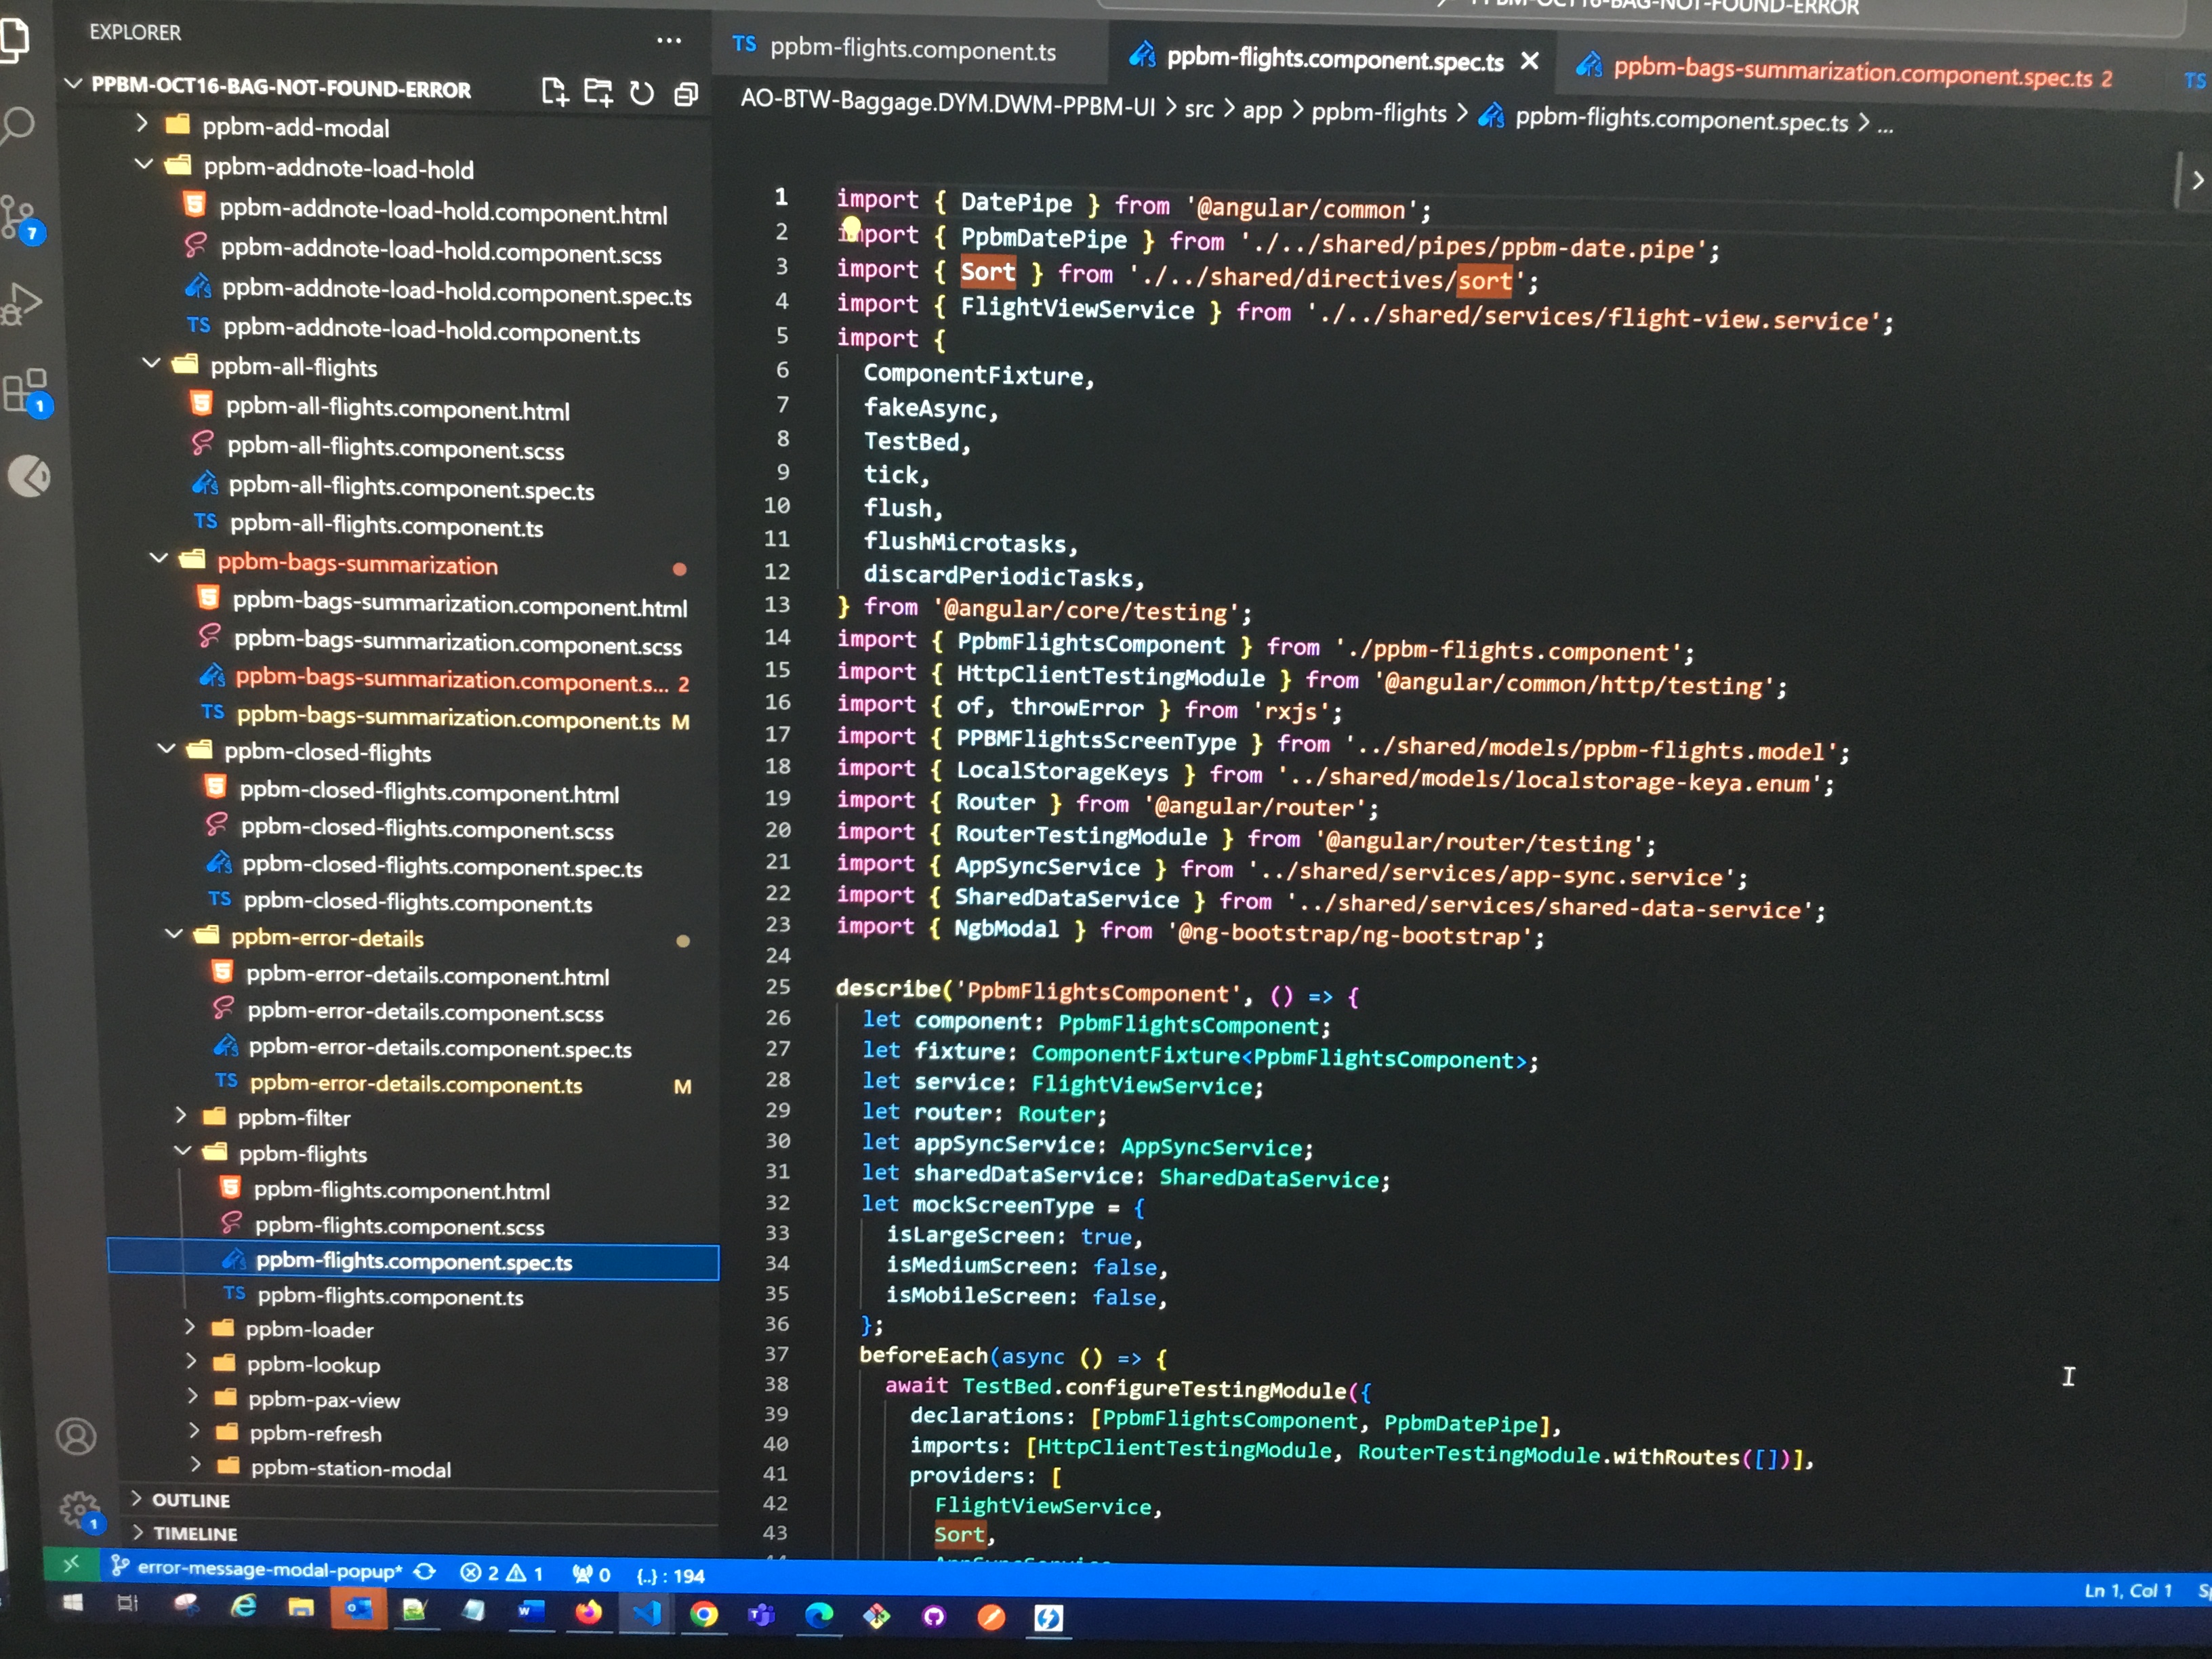 PPBM-OCT16-BAG-NOT-FOUND-ERROR
EXPLORER
PPBM-OCT16-BAG-NOT-FOUND-ERROR
ppbm-add-modal
ppbm-addnote-load-hold
ppbm-addnote-load-hold.component.html
ppbm-addnote-load-hold.component.scss
ppbm-addnote-load-hold.component.spec.ts
TS ppbm-addnote-load-hold.component.ts
ppbm-all-flights
ppbm-all-flights.component.html
ppbm-all-flights.component.scss
ppbm-all-flights.component.spec.ts
TS ppbm-all-flights.component.ts
ppbm-bags-summarization
ppbm-bags-summarization.component.html
ppbm-bags-summarization.component.scss
ppbm-bags-summarization.component.s... 2
TS ppbm-bags-summarization.component.ts M
ppbm-closed-flights
ppbm-closed-flights.component.html
ppbm-closed-flights.component.scss
ppbm-closed-flights.component.spec.ts
TS ppbm-closed-flights.component.ts
ppbm-error-details
ppbm-error-details.component.html
ppbm-error-details.component.scss
ppbm-error-details.component.spec.ts
TS ppbm-error-details.component.ts M
ppbm-filter
ppbm-flights
ppbm-flights.component.html
ppbm-flights.component.scss
ppbm-flights.component.spec.ts
TS ppbm-flights.component.ts
ppbm-loader
ppbm-lookup
ppbm-pax-view
ppbm-refresh
ppbm-station-modal
OUTLINE
TIMELINE
7
1
1
TS ppbm-flights.component.ts
ppbm-flights.component.spec.ts
ppbm-bags-summarization.component.spec.ts 2
TS
AO-BTW-Baggage.DYM.DWM-PPBM-UI > src > app > ppbm-flights > ppbm-flights.component.spec.ts > ...
1 import { DatePipe } from '@angular/common';
2 import { PpbmDatePipe } from './../shared/pipes/ppbm-date.pipe';
3 import { Sort } from './../shared/directives/sort';
4 import { FlightViewService } from './../shared/services/flight-view.service';
5 import {
6 ComponentFixture,
7 fakeAsync,
8 TestBed,
9 tick,
10 flush,
11 flushMicrotasks,
12 discardPeriodicTasks,
13 } from '@angular/core/testing';
14 import { PpbmFlightsComponent } from './ppbm-flights.component';
15 import { HttpClientTestingModule } from '@angular/common/http/testing';
16 import { of, throwError } from 'rxjs';
17 import { PPBMFlightsScreenType } from '../shared/models/ppbm-flights.model';
18 import { LocalStorageKeys } from '../shared/models/localstorage-keya.enum';
19 import { Router } from '@angular/router';
20 import { RouterTestingModule } from '@angular/router/testing';
21 import { AppSyncService } from '../shared/services/app-sync.service';
22 import { SharedDataService } from '../shared/services/shared-data-service';
23 import { NgbModal } from '@ng-bootstrap/ng-bootstrap';
24
25 describe('PpbmFlightsComponent', () => {
26 let component: PpbmFlightsComponent;
27 let fixture: ComponentFixture<PpbmFlightsComponent>;
28 let service: FlightViewService;
29 let router: Router;
30 let appSyncService: AppSyncService;
31 let sharedDataService: SharedDataService;
32 let mockScreenType = {
33 isLargeScreen: true,
34 isMediumScreen: false,
35 isMobileScreen: false,
36 };
37 beforeEach(async () => {
38 await TestBed.configureTestingModule({
39 declarations: [PpbmFlightsComponent, PpbmDatePipe],
40 imports: [HttpClientTestingModule, RouterTestingModule.withRoutes([])],
41 providers: [
42 FlightViewService,
43 Sort,
error-message-modal-popup* 2 1 0 {..} : 194
Ln 1, Col 1